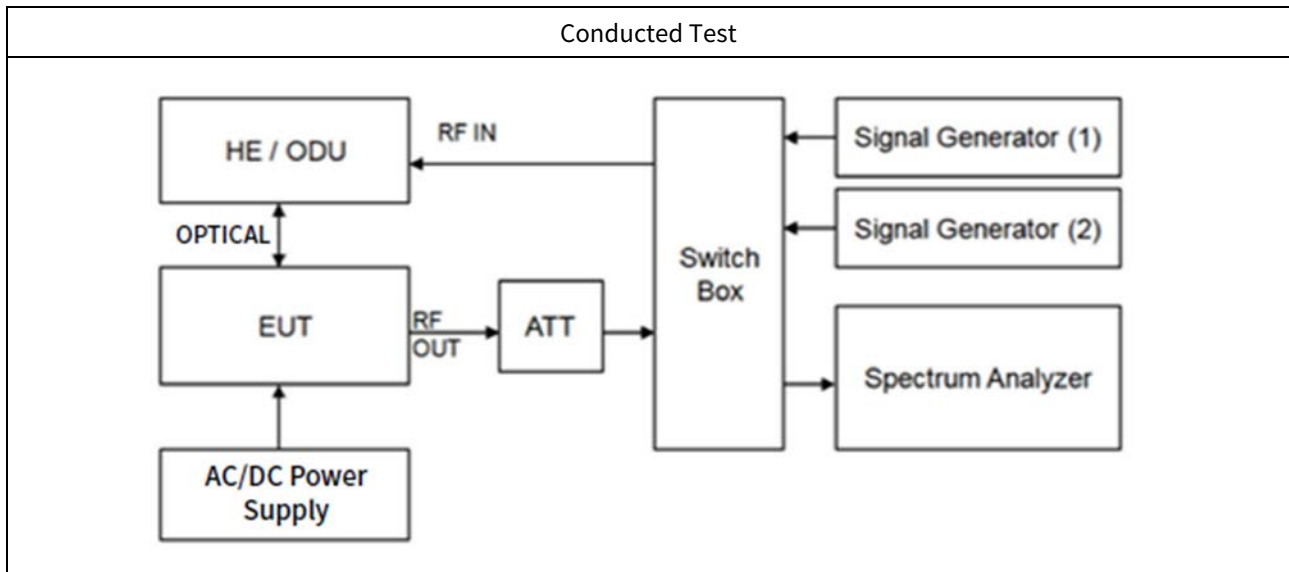 Conducted Test
HE / ODU
RF IN
Signal Generator (1)
OPTICAL
Signal Generator (2)
Switch
Box
EUT
RF
OUT
ATT
Spectrum Analyzer
AC/DC Power
Supply